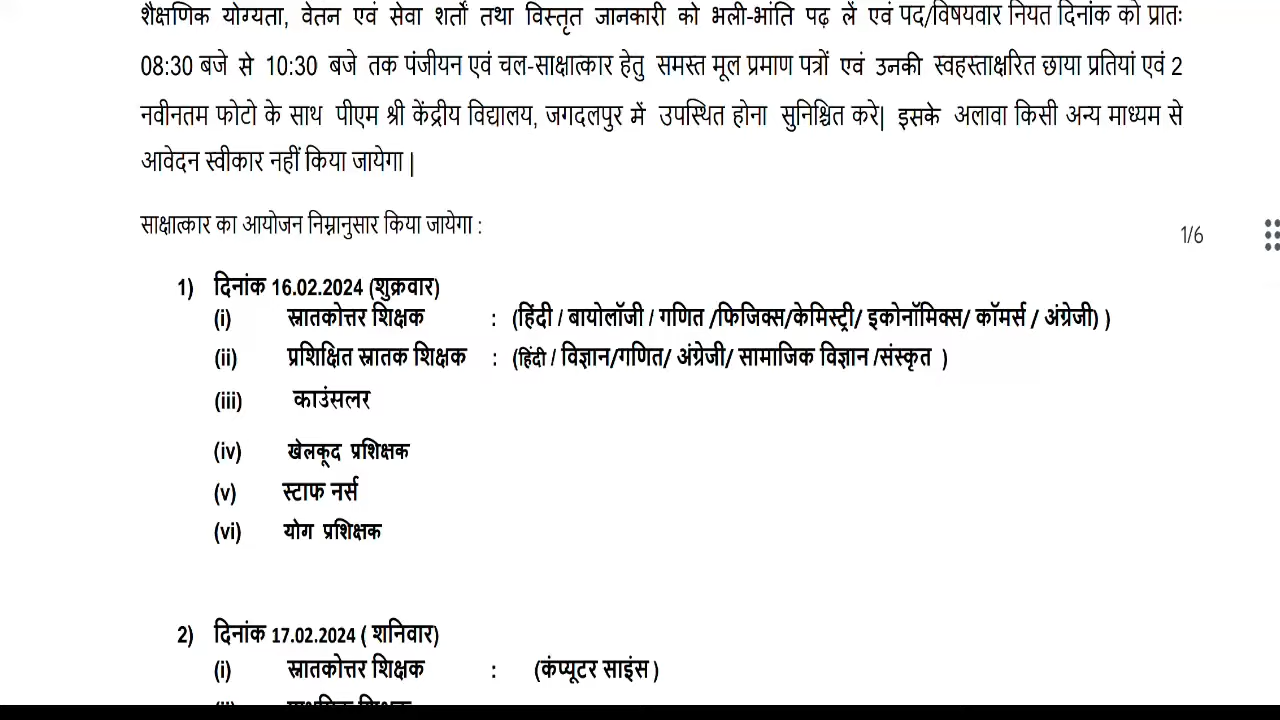 शैक्षणिक योग्यता, वेतन एवं सेवा शर्तों तथा विस्तृत जानकारी को भली-भांति पढ़ लें एवं पद/विषयवार नियत दिनांक को प्रातः
08:30 बजे से 10:30 बजे तक पंजीयन एवं चल-साक्षात्कार हेतु समस्त मूल प्रमाण पत्रों एवं उनकी स्वहस्ताक्षरित छाया प्रतियां एवं 2
नवीनतम फोटो के साथ पीएम श्री केंद्रीय विद्यालय, जगदलपुर में उपस्थित होना सुनिश्चित करे| इसके अलावा किसी अन्य माध्यम से
आवेदन स्वीकार नहीं किया जायेगा |
साक्षात्कार का आयोजन निम्नानुसार किया जायेगा :
1/6
1) दिनांक 16.02.2024 (शुक्रवार)
(i) स्नातकोत्तर शिक्षक : (हिंदी / बायोलॉजी / गणित /फिजिक्स/केमिस्ट्री/ इकोनॉमिक्स/ कॉमर्स / अंग्रेजी) )
(ii) प्रशिक्षित स्नातक शिक्षक : (हिंदी / विज्ञान/गणित/ अंग्रेजी/ सामाजिक विज्ञान /संस्कृत )
(iii) काउंसलर
(iv) खेलकूद प्रशिक्षक
(v) स्टाफ नर्स
(vi) योग प्रशिक्षक
2) दिनांक 17.02.2024 ( शनिवार)
(i) स्नातकोत्तर शिक्षक : (कंप्यूटर साइंस )